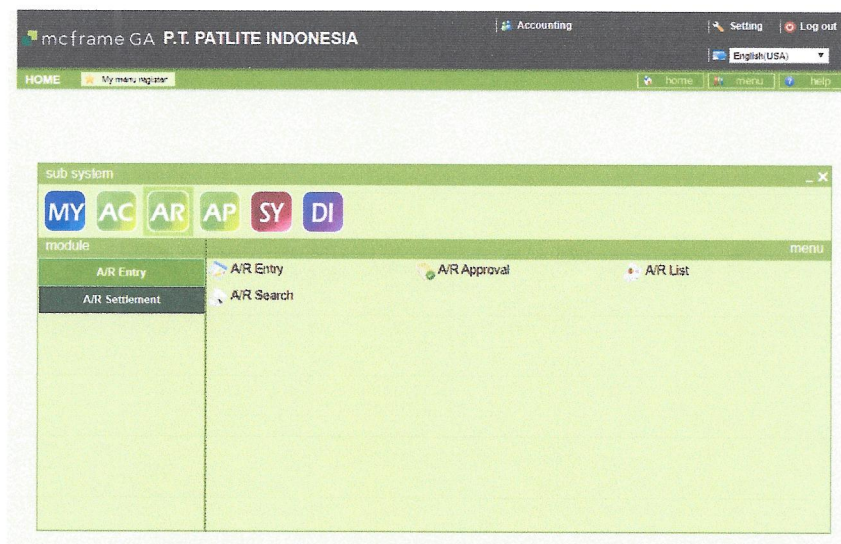 mcframe GA P.T. PATLITE INDONESIA
Accounting
Setting
Log out
English(USA)
HOME
My menu register
home
menu
help
sub system
MY AC AR AP SY DI
module
menu
A/R Entry
A/R Settlement
A/R Entry
A/R Approval
A/R List
A/R Search